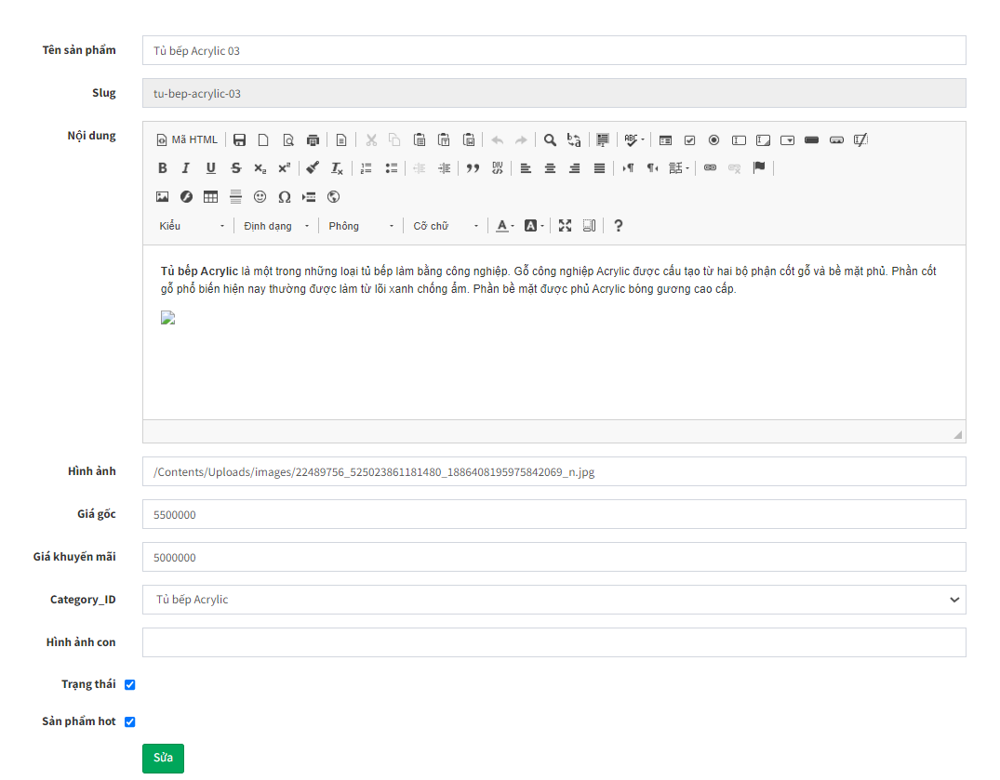 Tên sản phẩm Tủ bếp Acrylic 03
Slug tu-bep-acrylic-03
Nội dung Mã HTML
Kiểu Định dạng Phông Cỡ chữ
Tủ bếp Acrylic là một trong những loại tủ bếp làm bằng công nghiệp. Gỗ công nghiệp Acrylic được cấu tạo từ hai bộ phận cốt gỗ và bề mặt phủ. Phần cốt
gỗ phổ biến hiện nay thường được làm từ lõi xanh chống ẩm. Phần bề mặt được phủ Acrylic bóng gương cao cấp.
Hình ảnh /Contents/Uploads/images/22489756_525023861181480_1886408195975842069_n.jpg
Giá gốc 5500000
Giá khuyến mãi 5000000
Category_ID Tủ bếp Acrylic
Hình ảnh con
Trạng thái
Sản phẩm hot
Sửa